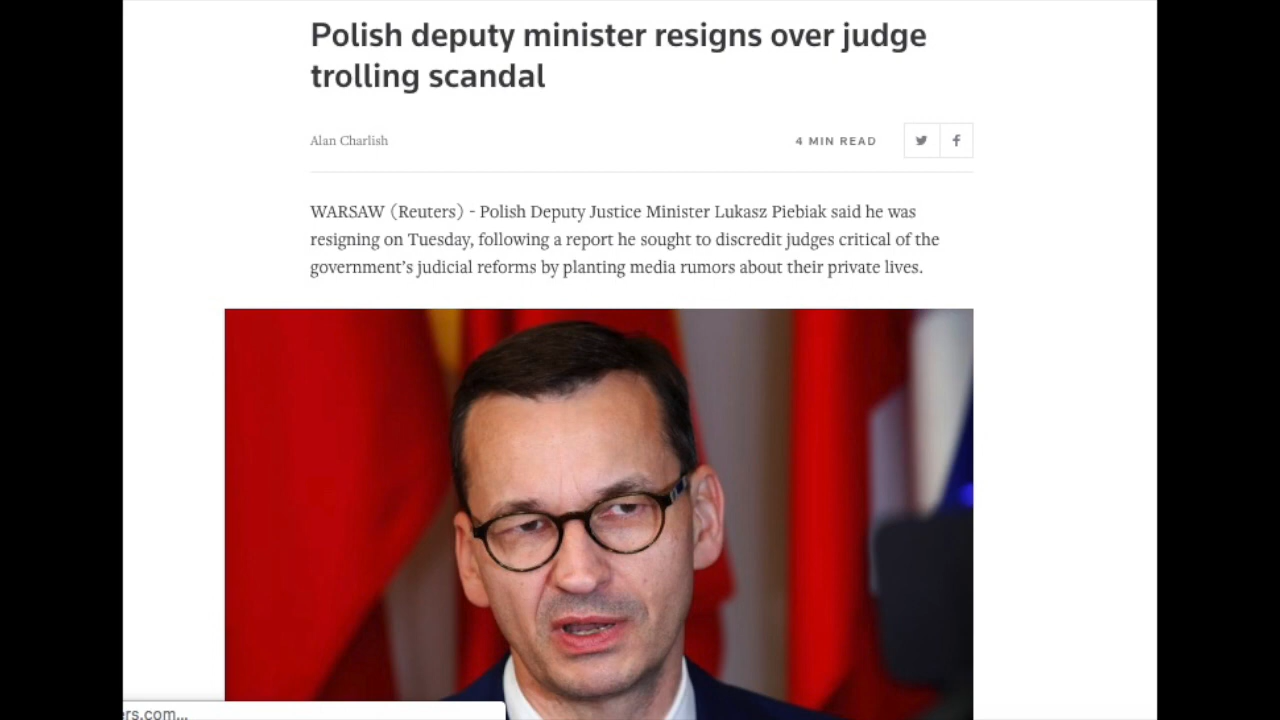 Polish deputy minister resigns over judge
trolling scandal
Alan Charlish
4 MIN READ
WARSAW (Reuters) - Polish Deputy Justice Minister Lukasz Piebiak said he was
resigning on Tuesday, following a report he sought to discredit judges critical of the
government's judicial reforms by planting media rumors about their private lives.
rs.com...